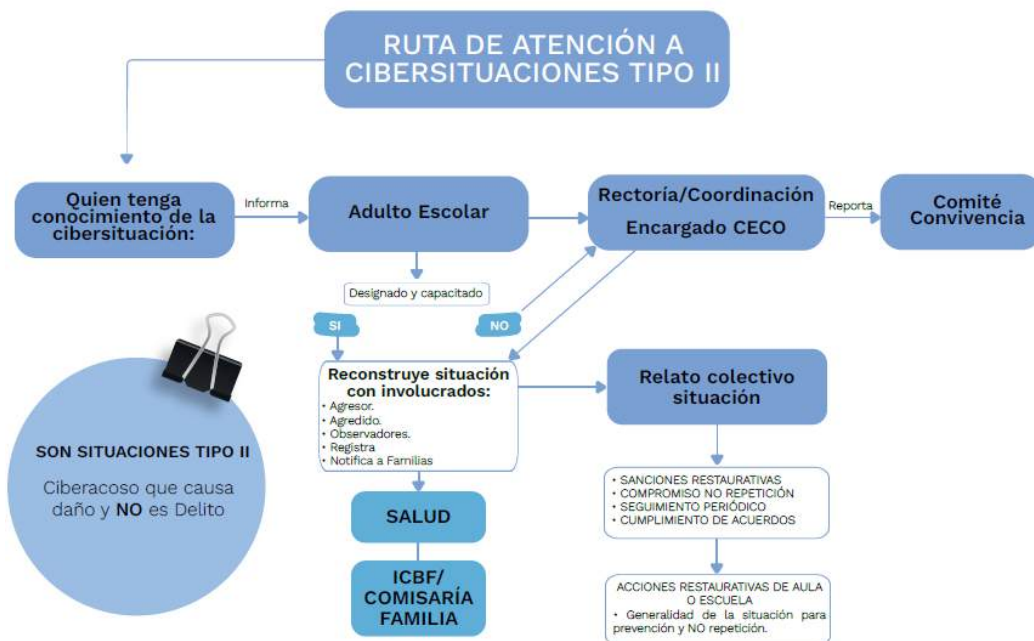 RUTA DE ATENCIÓN A
CIBERSITUACIONES TIPO II
Quien tenga
conocimiento de la
cibersituación:
Informa
Adulto Escolar
Rectoría/Coordinación
Encargado CECO
Reporta
Comité
Convivencia
Designado y capacitado
SI
NO
Reconstruye situación
con involucrados:
• Agresor.
• Agredido.
• Observadores.
• Registra
• Notifica a Familias
Relato colectivo
situación
SON SITUACIONES TIPO II
Ciberacoso que causa
daño y NO es Delito
• SANCIONES RESTAURATIVAS
• COMPROMISO NO REPETICIÓN
• SEGUIMIENTO PERIÓDICO
• CUMPLIMIENTO DE ACUERDOS
SALUD
ICBF/
COMISARÍA
FAMILIA
ACCIONES RESTAURATIVAS DE AULA
O ESCUELA
• Generalidad de la situación para
prevención y NO repetición.